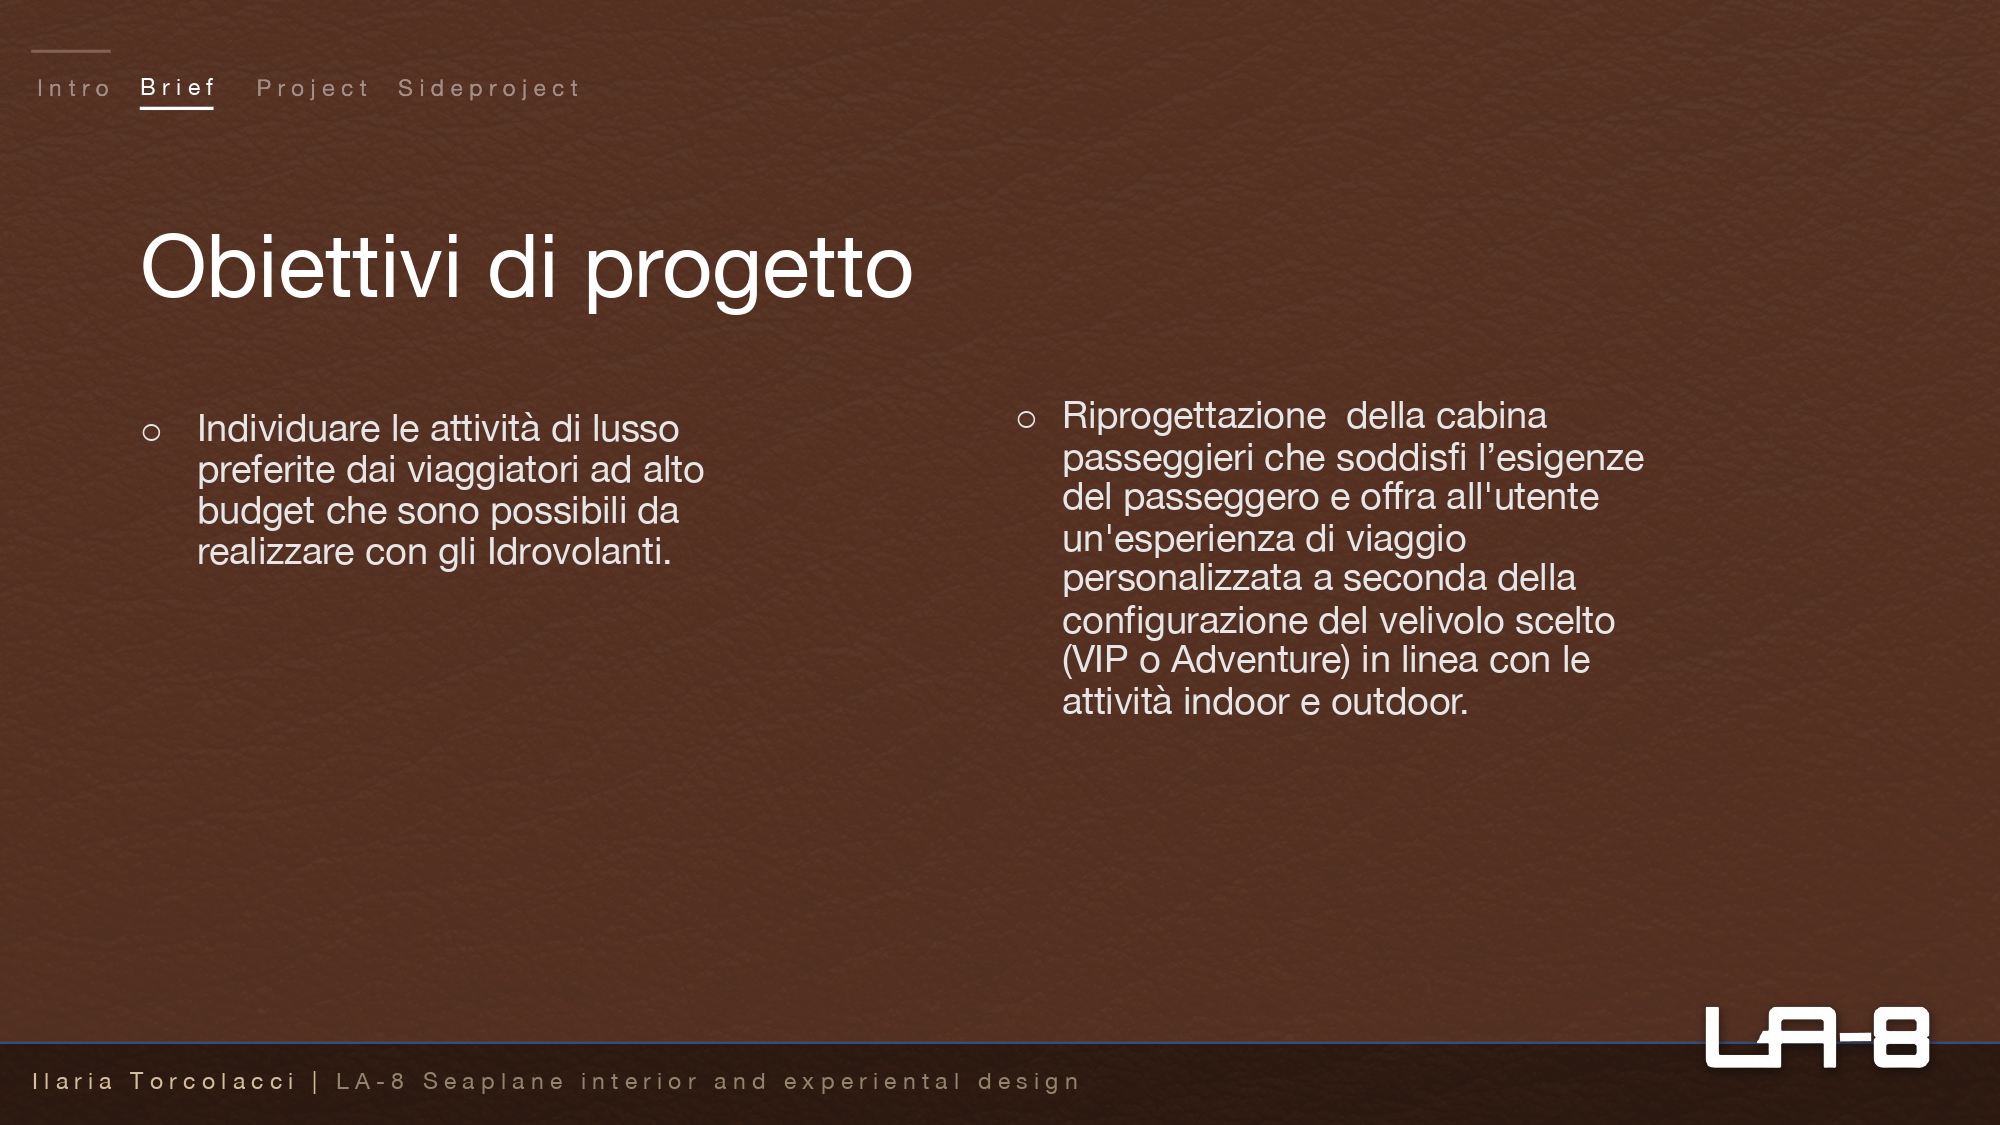 Intro Brief Project Sideproject
Obiettivi di progetto
○ Individuare le attività di lusso
preferite dai viaggiatori ad alto
budget che sono possibili da
realizzare con gli Idrovolanti.
○ Riprogettazione  della cabina
passeggieri che soddisfi l’esigenze
del passeggero e offra all'utente
un'esperienza di viaggio
personalizzata a seconda della
configurazione del velivolo scelto
(VIP o Adventure) in linea con le
attività indoor e outdoor.
LA-8
Ilaria Torcolacci | LA-8 Seaplane interior and experiental design